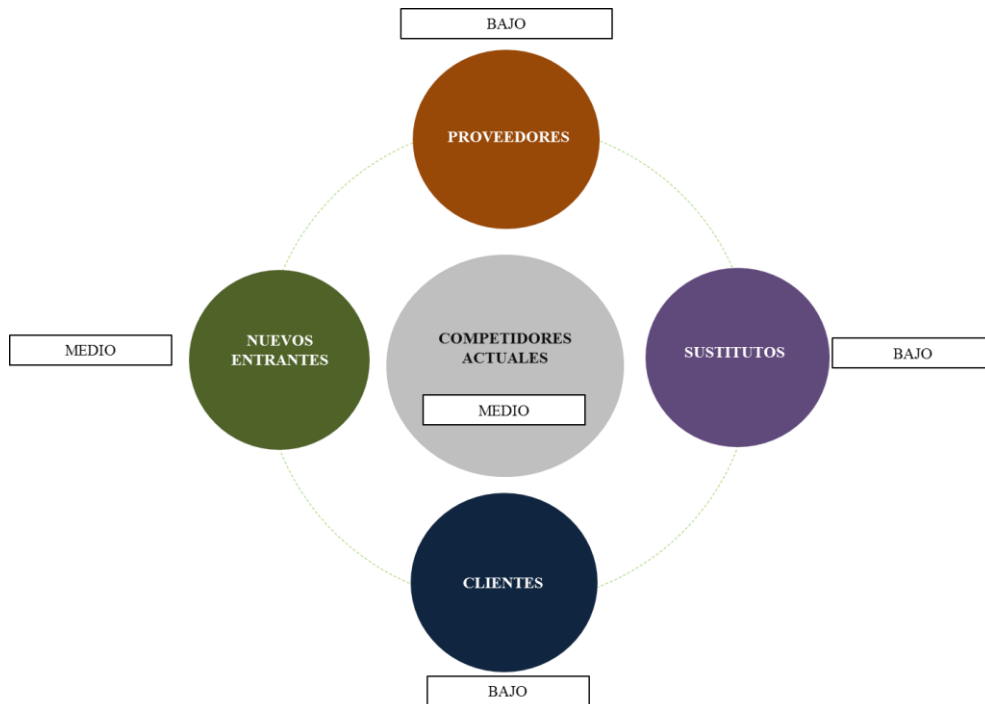 BAJO
PROVEEDORES
NUEVOS
ENTRANTES
MEDIO
COMPETIDORES
ACTUALES
MEDIO
SUSTITUTOS
BAJO
CLIENTES
BAJO